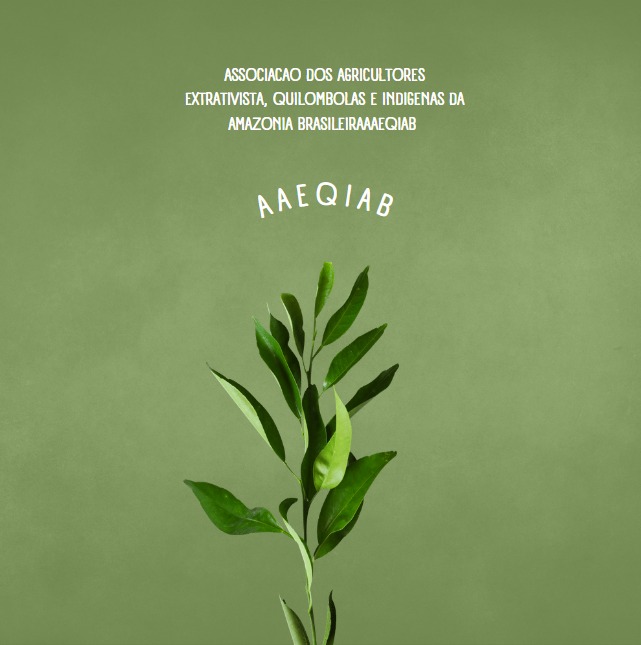 ASSOCIACAO DOS AGRICULTORES
EXTRATIVISTA, QUILOMBOLAS E INDIGENAS DA
AMAZONIA BRASILEIRAAAEQIAB
AAEQIAB